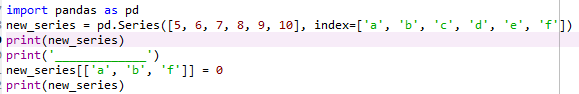 import pandas as pd
new_series = pd.Series([5, 6, 7, 8, 9, 10], index=['a', 'b', 'c', 'd', 'e', 'f'])
print(new_series)
print('_____________')
new_series[['a', 'b', 'f']] = 0
print(new_series)